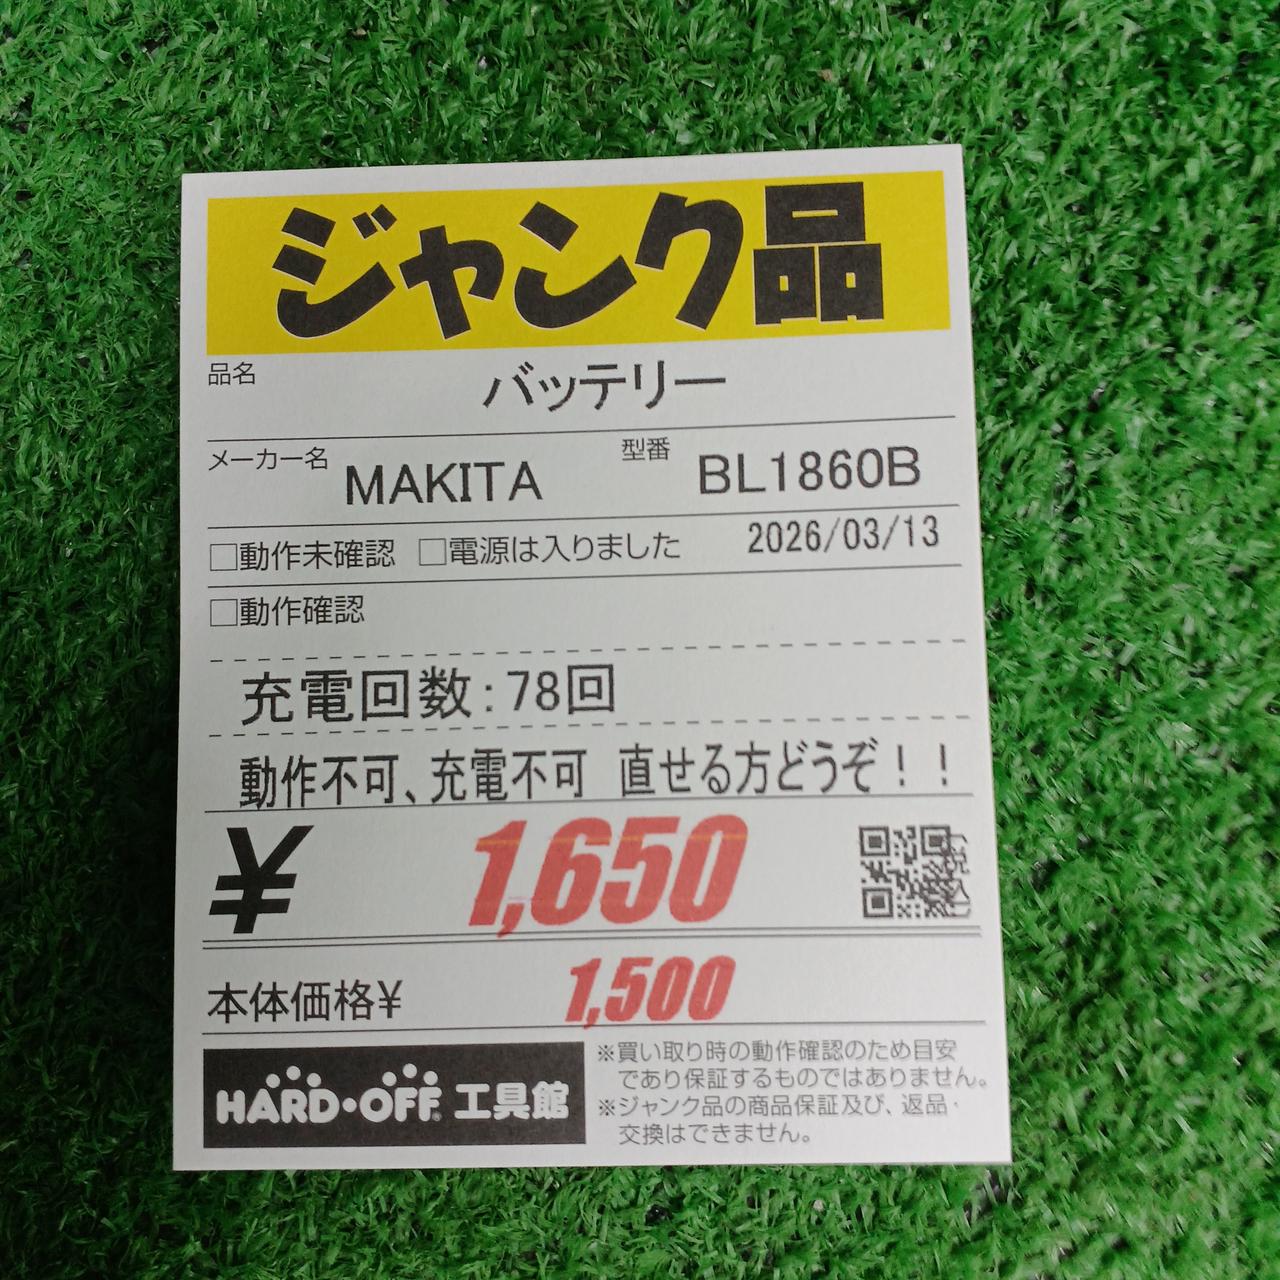 ジャンク品
品名 バッテリー
メーカー名 MAKITA 型番 BL1860B
□動作未確認 □電源は入りました 2026/03/13
□動作確認
充電回数:78回
動作不可、充電不可 直せる方どうぞ!!
¥ 1,650
本体価格¥ 1,500
HARD・OFF® 工具館
※買い取り時の動作確認のため目安
であり保証するものではありません。
※ジャンク品の商品保証及び、返品・
交換はできません。